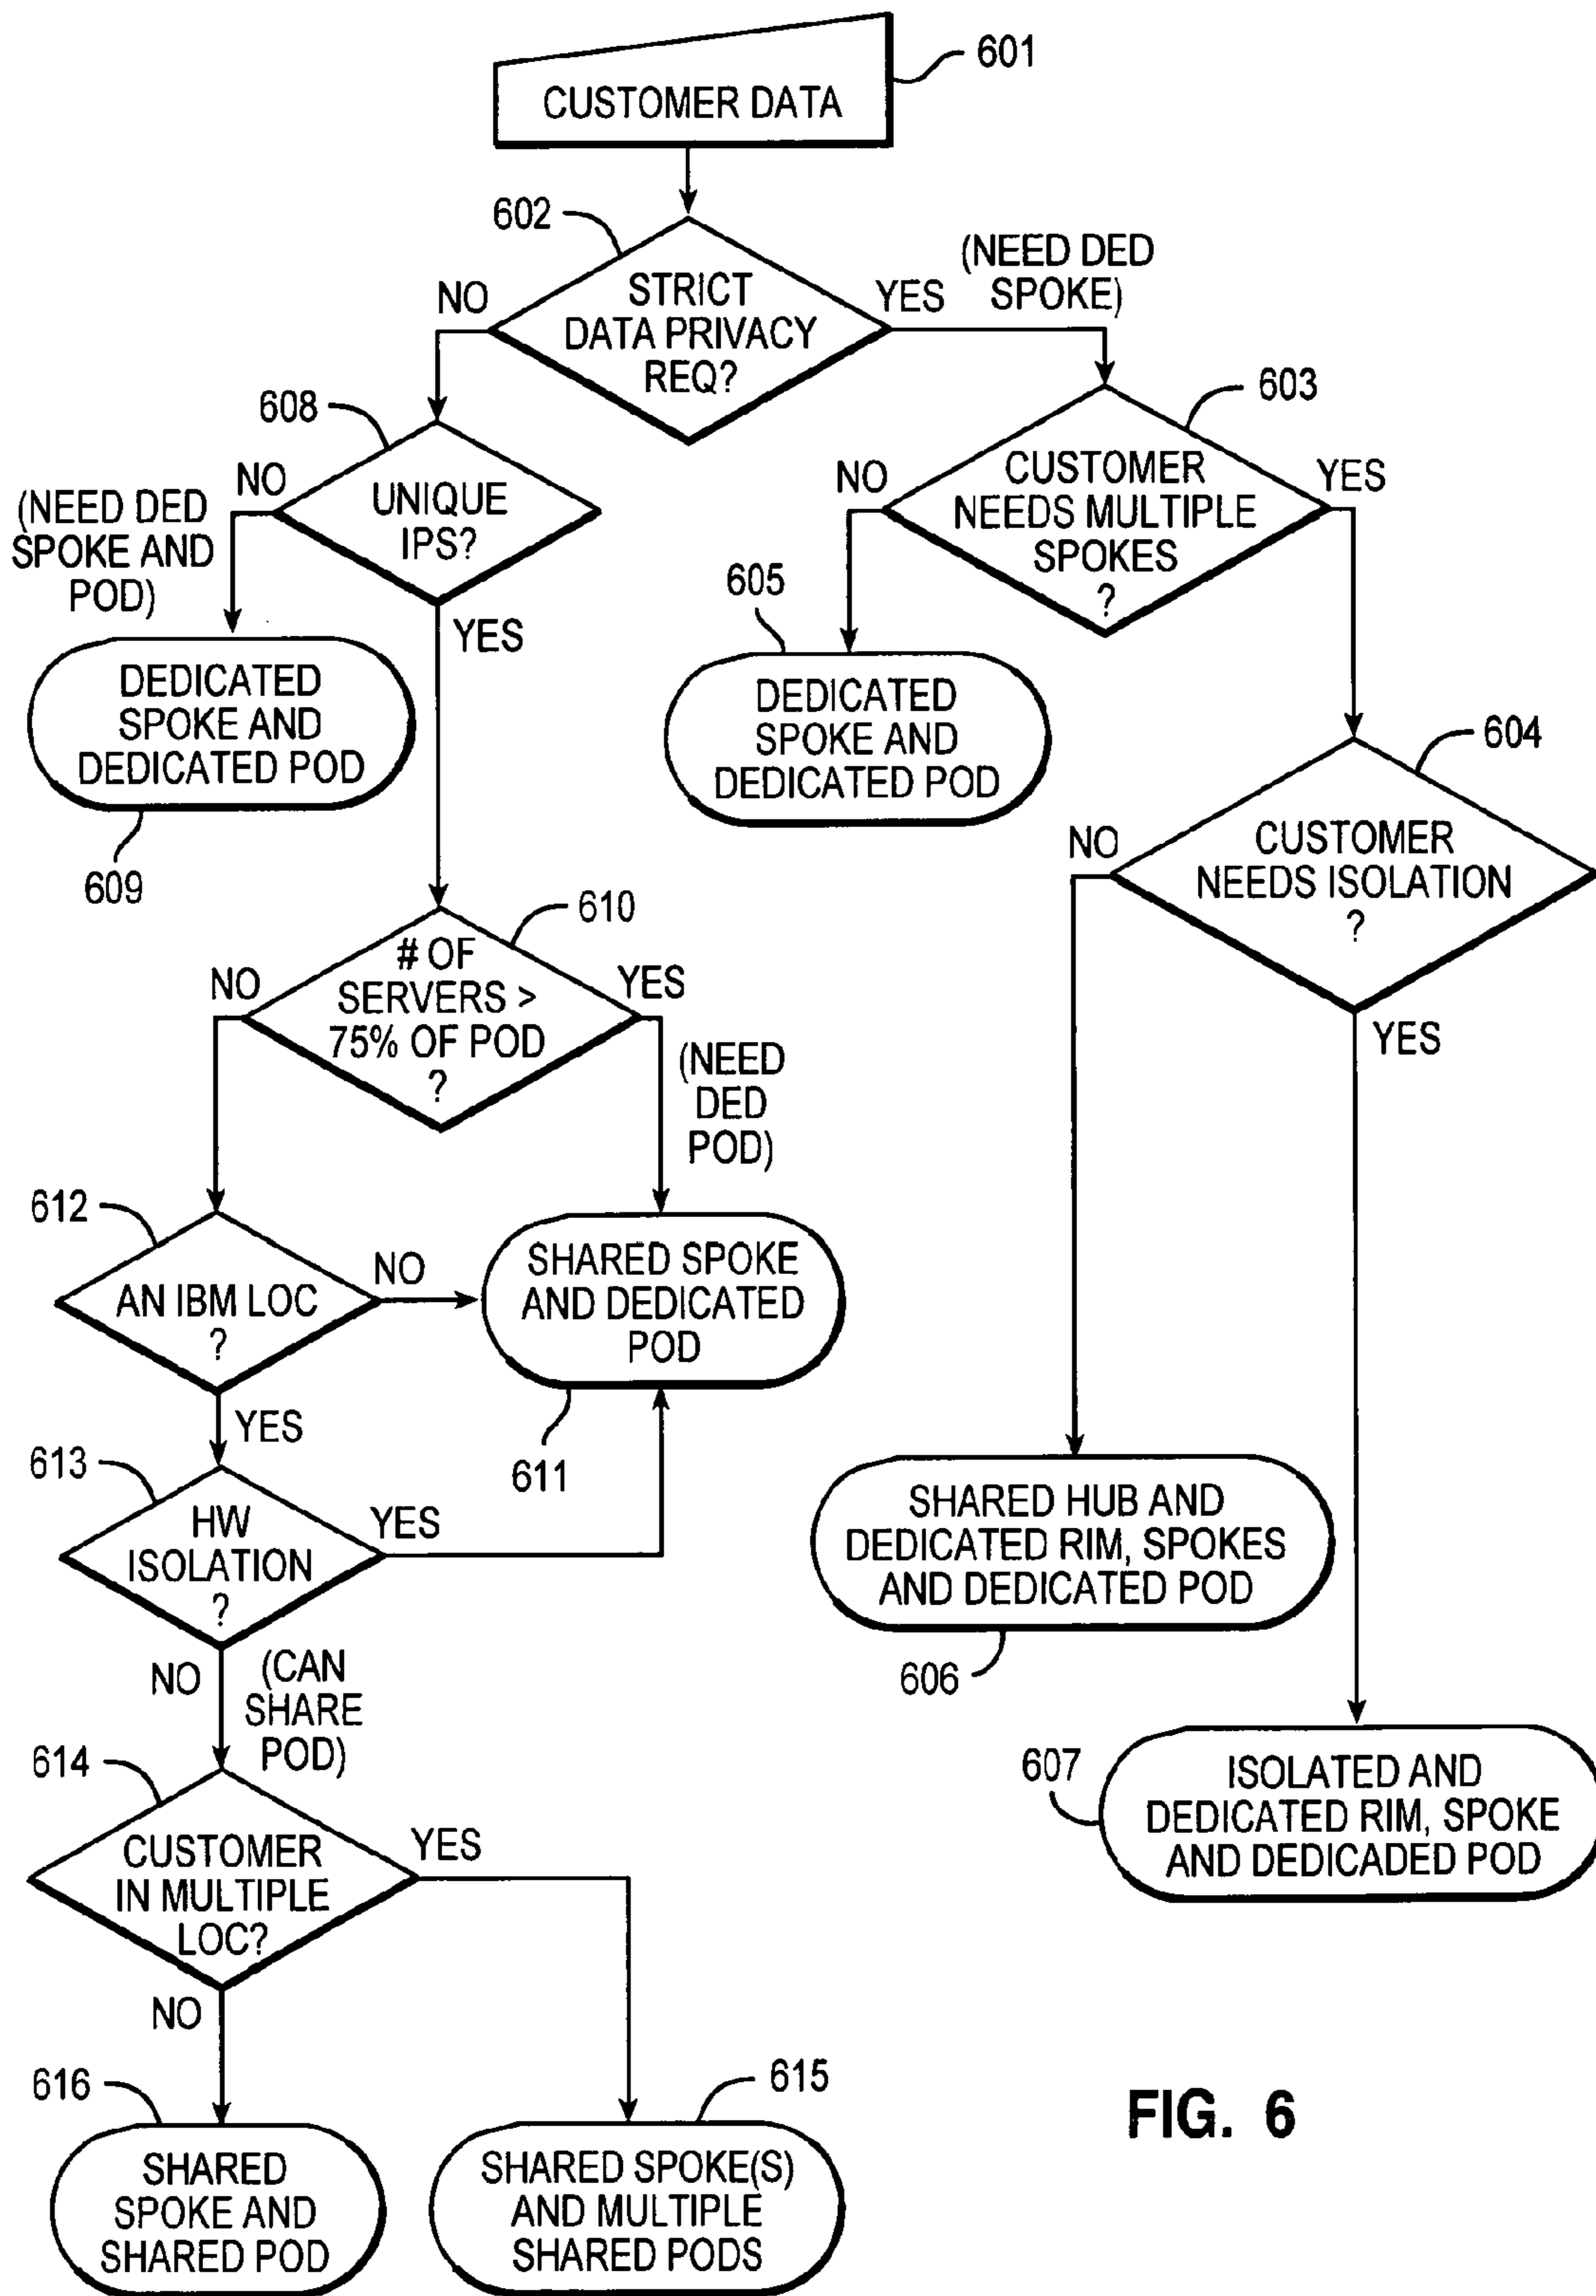 601
CUSTOMER DATA
602
STRICT
DATA PRIVACY
REQ?
NO
YES
(NEED DED
SPOKE)
608
UNIQUE
IPS?
NO
(NEED DED
SPOKE AND
POD)
YES
603
CUSTOMER
NEEDS MULTIPLE
SPOKES
?
NO
YES
605
DEDICATED
SPOKE AND
DEDICATED POD
DEDICATED
SPOKE AND
DEDICATED POD
609
604
CUSTOMER
NEEDS ISOLATION
?
NO
YES
610
# OF
SERVERS >
75% OF POD
?
NO
YES
(NEED
DED
POD)
612
AN IBM LOC
?
NO
YES
SHARED SPOKE
AND DEDICATED
POD
611
613
HW
ISOLATION
?
YES
NO
(CAN
SHARE
POD)
SHARED HUB AND
DEDICATED RIM, SPOKES
AND DEDICATED POD
606
607
ISOLATED AND
DEDICATED RIM, SPOKE
AND DEDICADED POD
614
CUSTOMER
IN MULTIPLE
LOC?
YES
NO
616
SHARED
SPOKE AND
SHARED POD
615
SHARED SPOKE(S)
AND MULTIPLE
SHARED PODS
FIG. 6